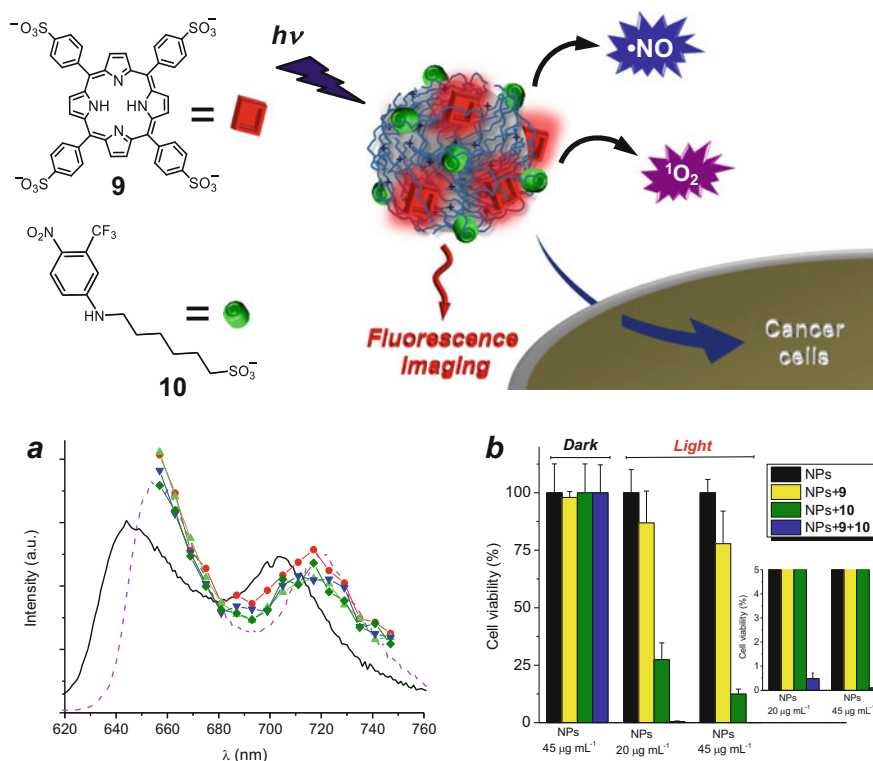 ⁻O₃S
SO₃⁻
N
NH HN
N
⁻O₃S
SO₃⁻
9
=
hν
•NO
¹O₂
O₂N
CF₃
HN
SO₃⁻
10
=
Fluorescence
imaging
Cancer
cells
a
Intensity (a.u.)
620 640 660 680 700 720 740 760
λ (nm)
b
Dark
Light
NPs
NPs+9
NPs+10
NPs+9+10
Cell viability (%)
100
75
50
25
0
NPs
45 μg mL⁻¹
NPs
20 μg mL⁻¹
NPs
45 μg mL⁻¹
Cell viability (%)
5
4
3
2
1
0
NPs
20 μg mL⁻¹
NPs
45 μg mL⁻¹